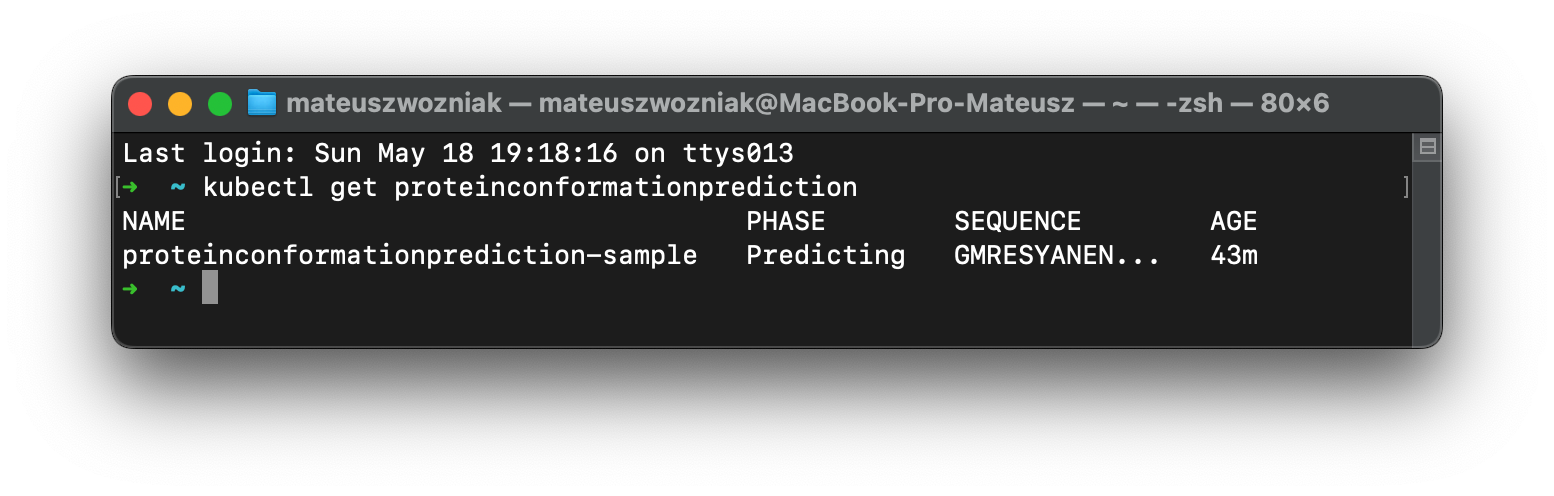 mateuszwozniak — mateuszwozniak@MacBook-Pro-Mateusz — ~ — -zsh — 80×6
Last login: Sun May 18 19:18:16 on ttys013
[➜  ~ kubectl get proteinconformationprediction ]
NAME PHASE SEQUENCE AGE
proteinconformationprediction-sample Predicting GMRESYANEN... 43m
➜  ~